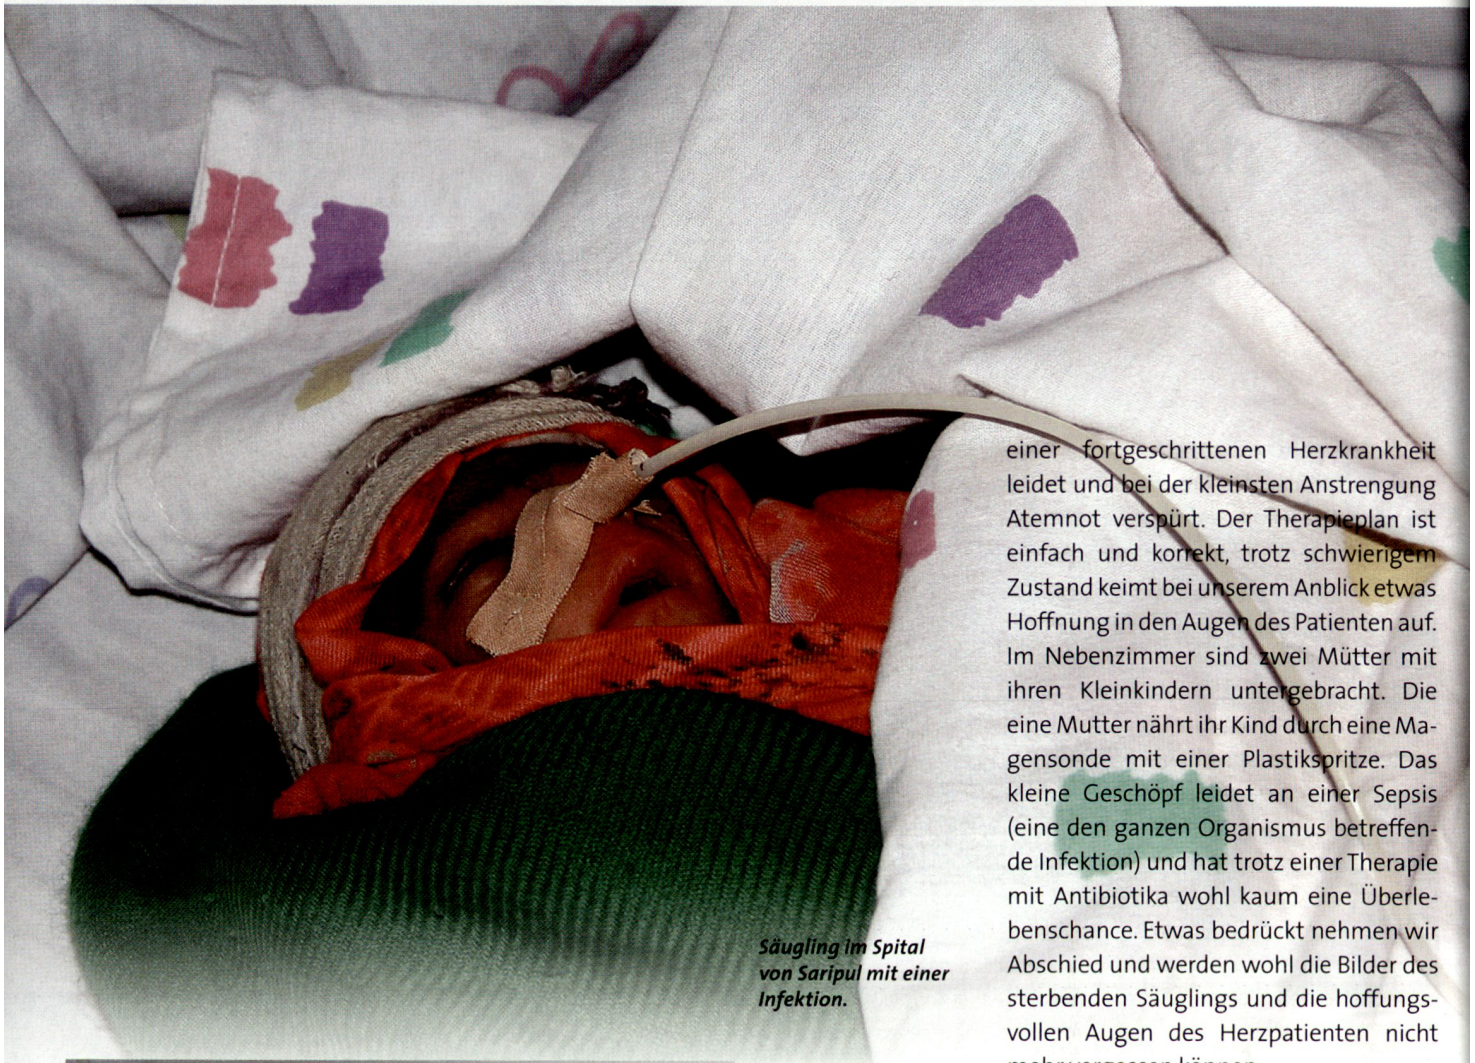 einer fortgeschrittenen Herzkrankheit
leidet und bei der kleinsten Anstrengung
Atemnot verspürt. Der Therapieplan ist
einfach und korrekt, trotz schwierigem
Zustand keimt bei unserem Anblick etwas
Hoffnung in den Augen des Patienten auf.
Im Nebenzimmer sind zwei Mütter mit
ihren Kleinkindern untergebracht. Die
eine Mutter nährt ihr Kind durch eine Ma-
gensonde mit einer Plastikspritze. Das
kleine Geschöpf leidet an einer Sepsis
(eine den ganzen Organismus betreffen-
de Infektion) und hat trotz einer Therapie
mit Antibiotika wohl kaum eine Überle-
benschance. Etwas bedrückt nehmen wir
Abschied und werden wohl die Bilder des
sterbenden Säuglings und die hoffungs-
vollen Augen des Herzpatienten nicht
Säugling im Spital
von Saripul mit einer
Infektion.